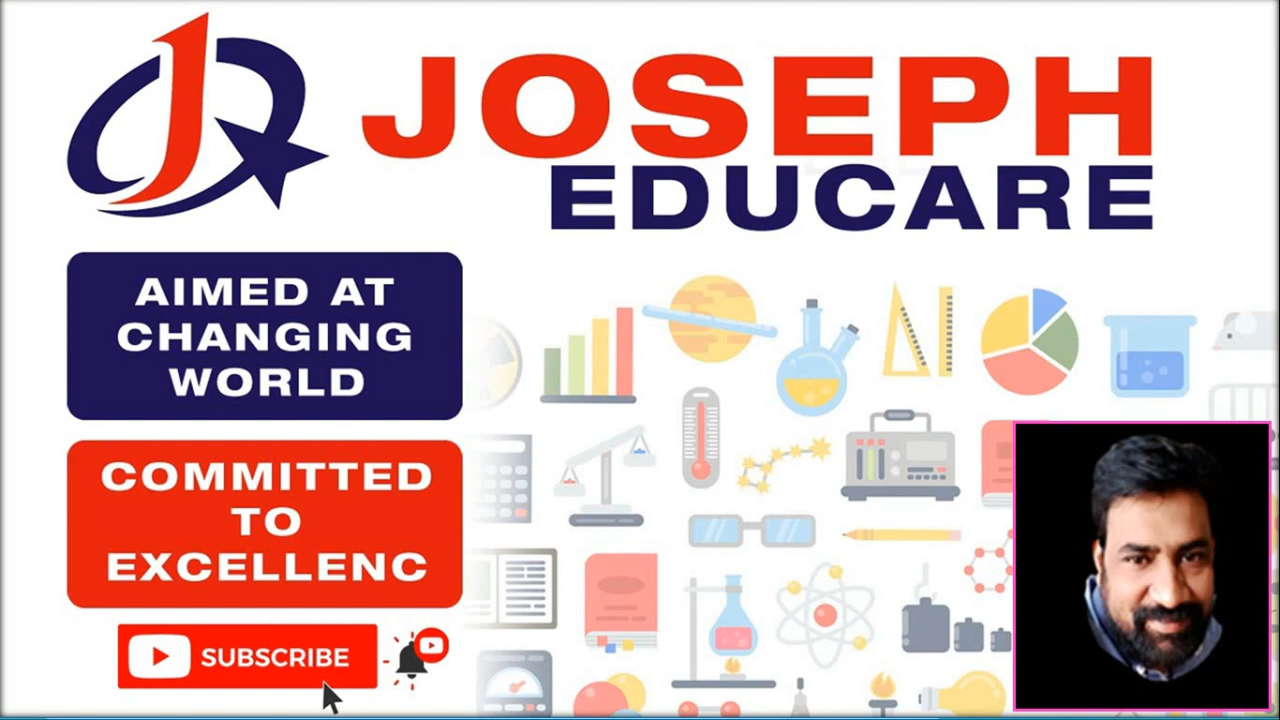 JOSEPH
EDUCARE
AIMED AT
CHANGING
WORLD
COMMITTED
TO
EXCELLENC
SUBSCRIBE